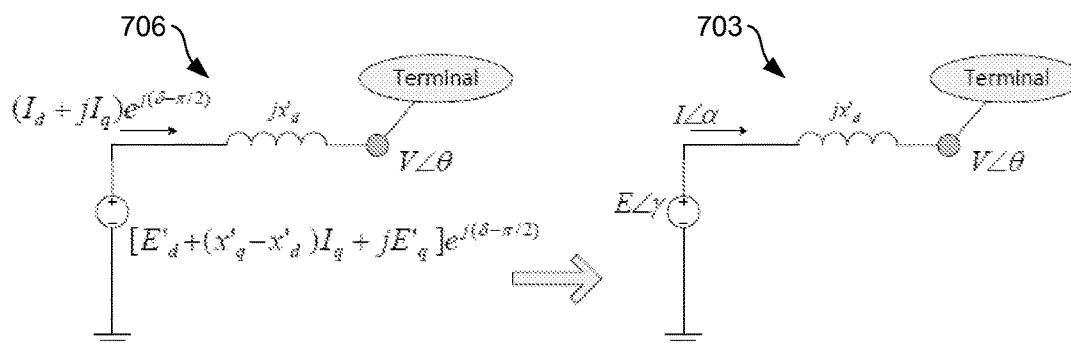 706
703
Terminal
Terminal
(I_d + jI_q)e^{j(δ−π/2)}
jx'_d
I∠α
jx'_d
V∠θ
V∠θ
+
−
[E'_d+(x'_q−x'_d)I_q + jE'_q]e^{j(δ−π/2)}
E∠γ
+
−